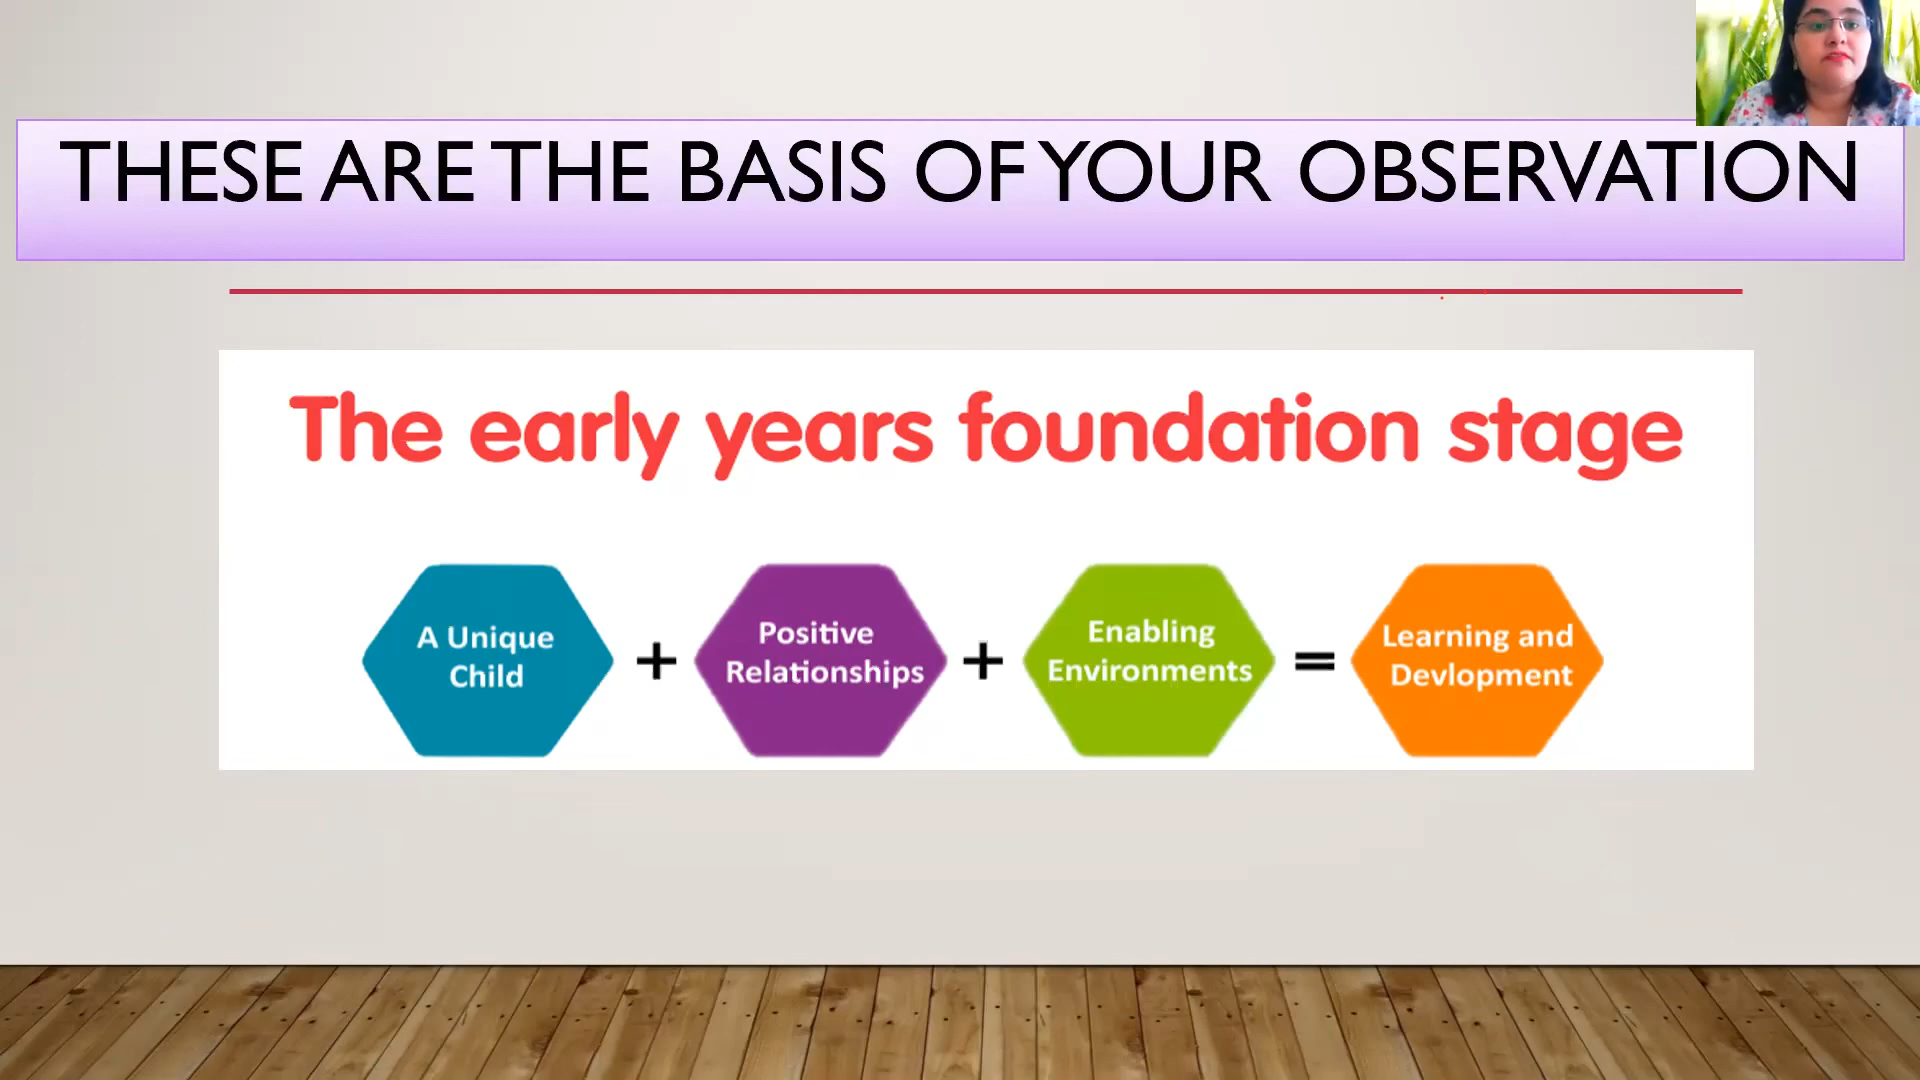 THESE ARE THE BASIS OF YOUR OBSERVATION
The early years foundation stage
A Unique
Child
+
Positive
Relationships
+
Enabling
Environments
=
Learning and
Devlopment